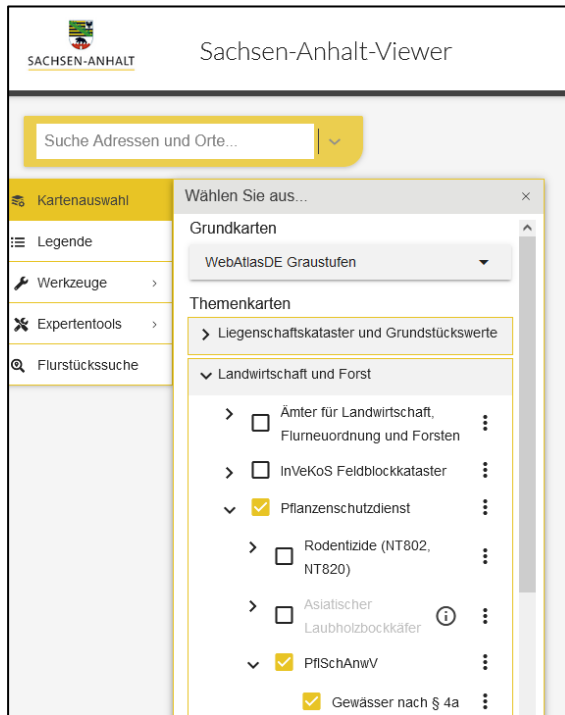 SACHSEN-ANHALT
Sachsen-Anhalt-Viewer
Suche Adressen und Orte...
Kartenauswahl
Legende
Werkzeuge
Expertentools
Flurstückssuche
Wählen Sie aus...
Grundkarten
WebAtlasDE Graustufen
Themenkarten
Liegenschaftskataster und Grundstückswerte
Landwirtschaft und Forst
Ämter für Landwirtschaft,
Flurneuordnung und Forsten
InVeKoS Feldblockkataster
Pflanzenschutzdienst
Rodentizide (NT802,
NT820)
Asiatischer
Laubholzbockkäfer
PflSchAnwV
Gewässer nach § 4a